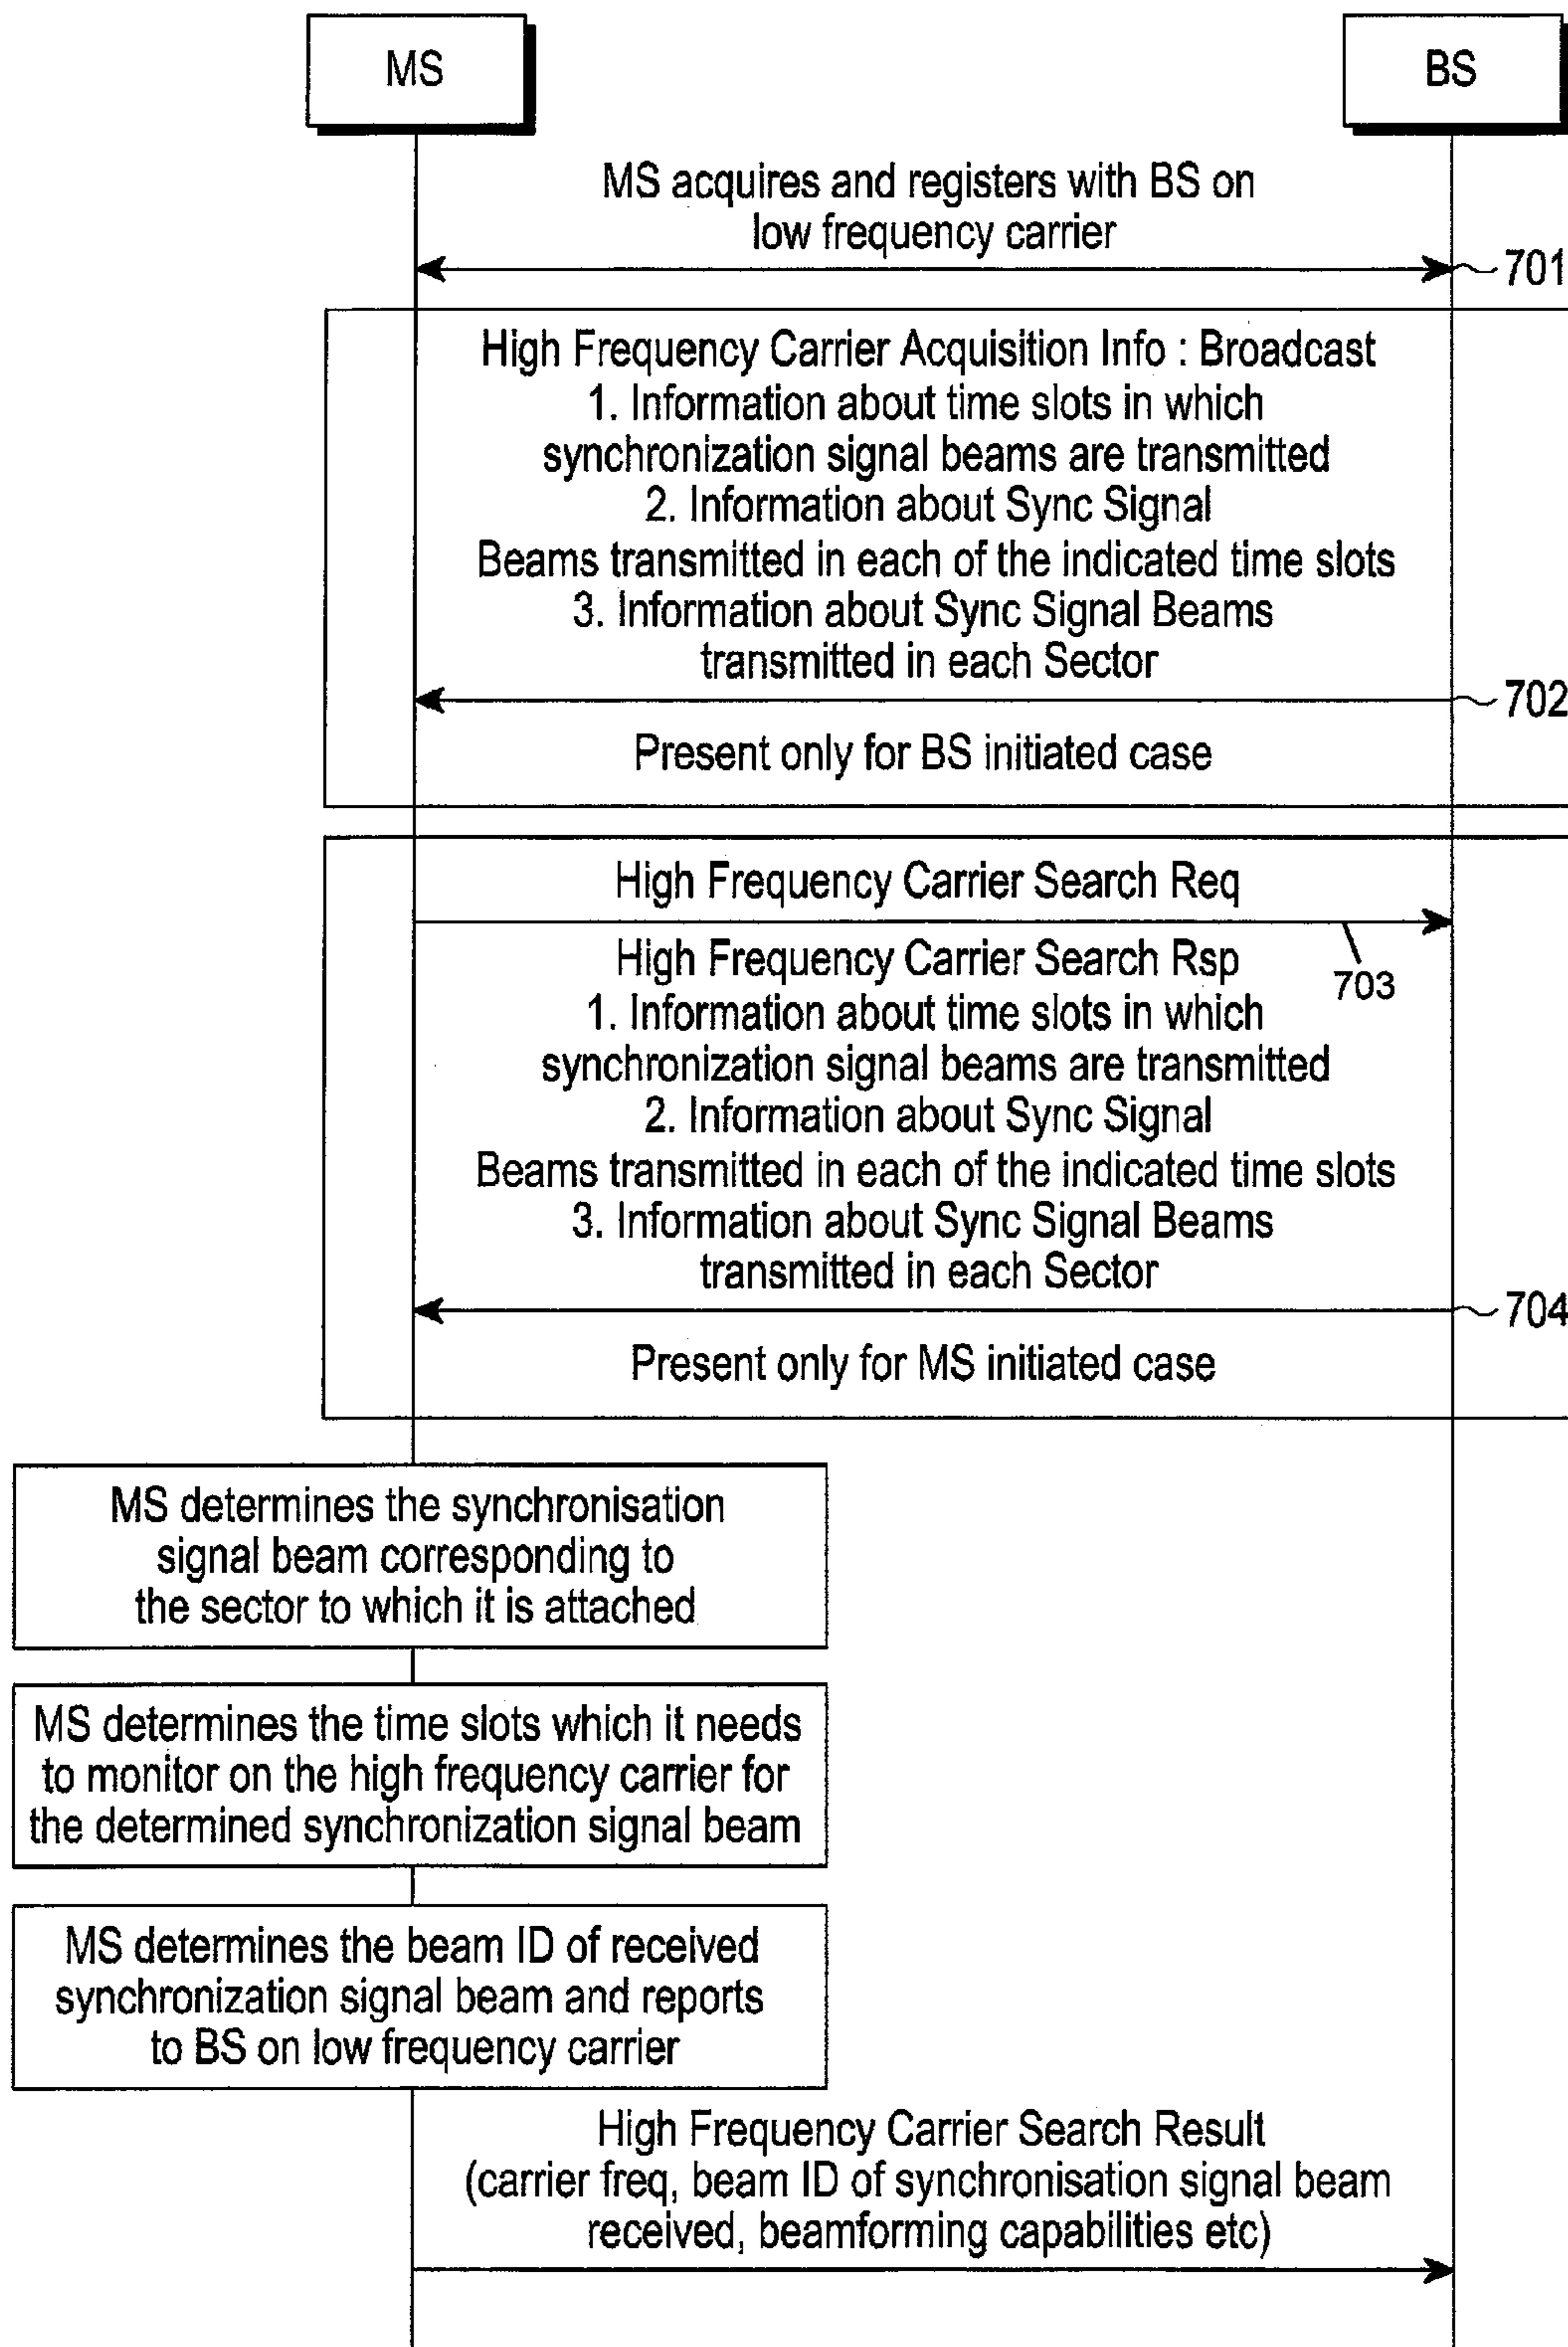 MS
BS
MS acquires and registers with BS on
low frequency carrier
701
High Frequency Carrier Acquisition Info : Broadcast
1. Information about time slots in which
synchronization signal beams are transmitted
2. Information about Sync Signal
Beams transmitted in each of the indicated time slots
3. Information about Sync Signal Beams
transmitted in each Sector
702
Present only for BS initiated case
High Frequency Carrier Search Req
703
High Frequency Carrier Search Rsp
1. Information about time slots in which
synchronization signal beams are transmitted
2. Information about Sync Signal
Beams transmitted in each of the indicated time slots
3. Information about Sync Signal Beams
transmitted in each Sector
704
Present only for MS initiated case
MS determines the synchronisation
signal beam corresponding to
the sector to which it is attached
MS determines the time slots which it needs
to monitor on the high frequency carrier for
the determined synchronization signal beam
MS determines the beam ID of received
synchronization signal beam and reports
to BS on low frequency carrier
High Frequency Carrier Search Result
(carrier freq, beam ID of synchronisation signal beam
received, beamforming capabilities etc)